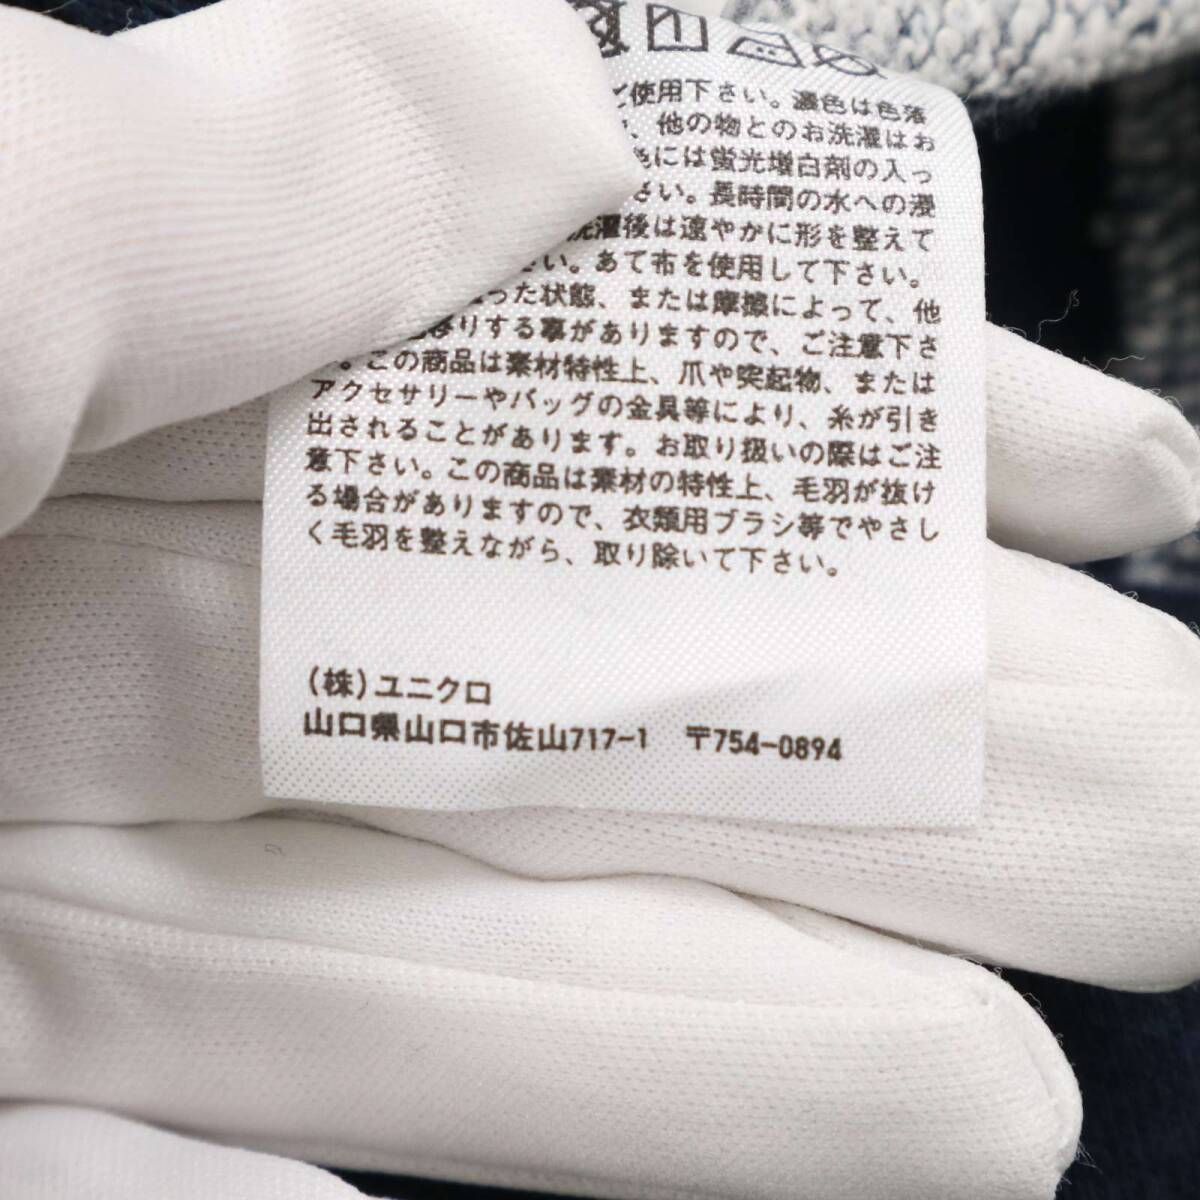 使用下さい。濃色は色落
、他の物とのお洗濯はお
には蛍光増白剤の入っ
さい。長時間の水への浸
洗濯後は速やかに形を整えて
さい。あて布を使用して下さい。
った状態、または摩擦によって、他
移りする事がありますので、ご注意下さ
。この商品は素材特性上、爪や突起物、または
アクセサリーやバッグの金具等により、糸が引き
出されることがあります。お取り扱いの際はご注
意下さい。この商品は素材の特性上、毛羽が抜け
る場合がありますので、衣類用ブラシ等でやさし
く毛羽を整えながら、取り除いて下さい。
(株)ユニクロ
山口県山口市佐山717-1 〒754-0894